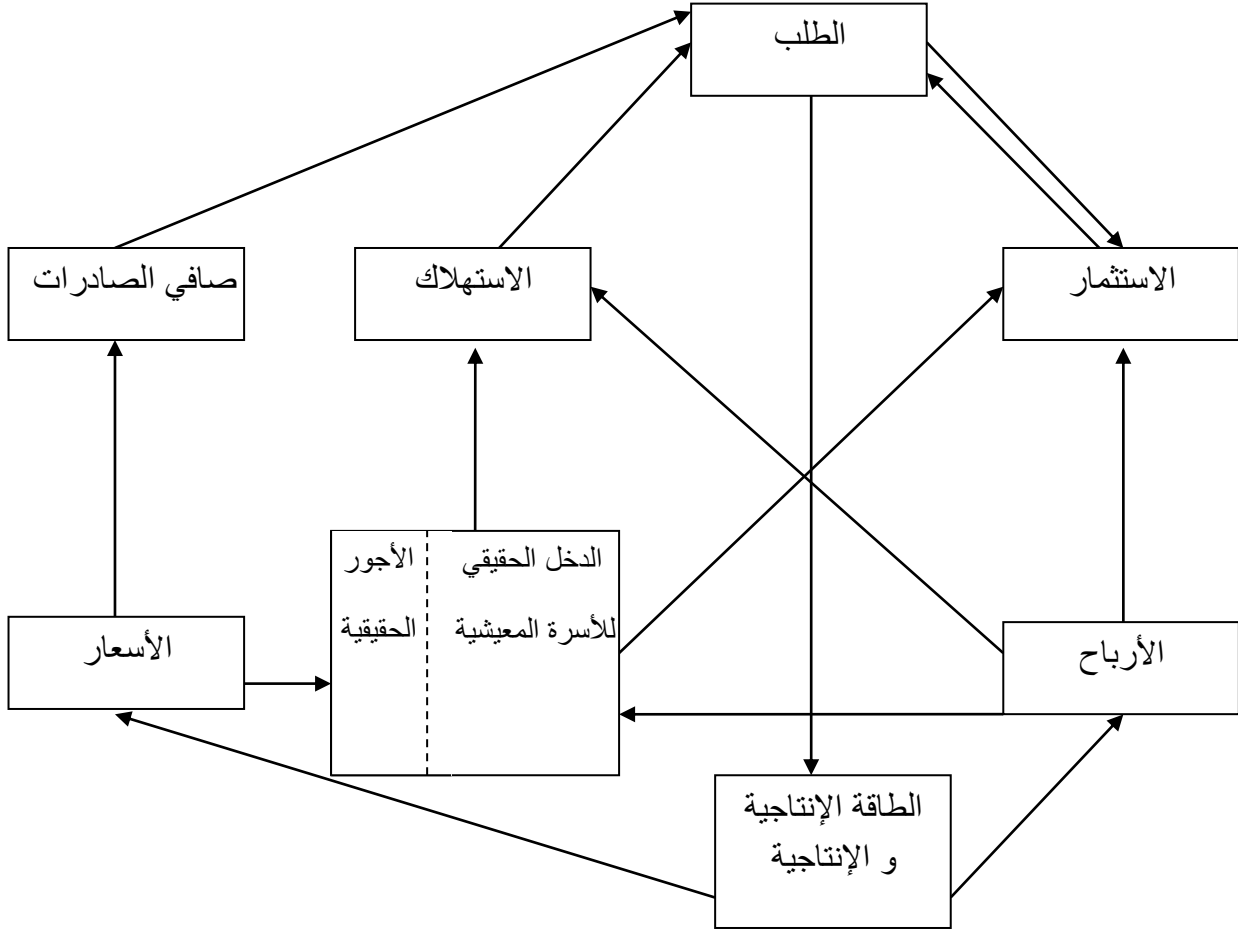 الطلب
الاستثمار
الاستهلاك
صافي الصادرات
الدخل الحقيقي
للأسرة المعيشية
الأجور
الحقيقية
الأرباح
الأسعار
الطاقة الإنتاجية
و الإنتاجية